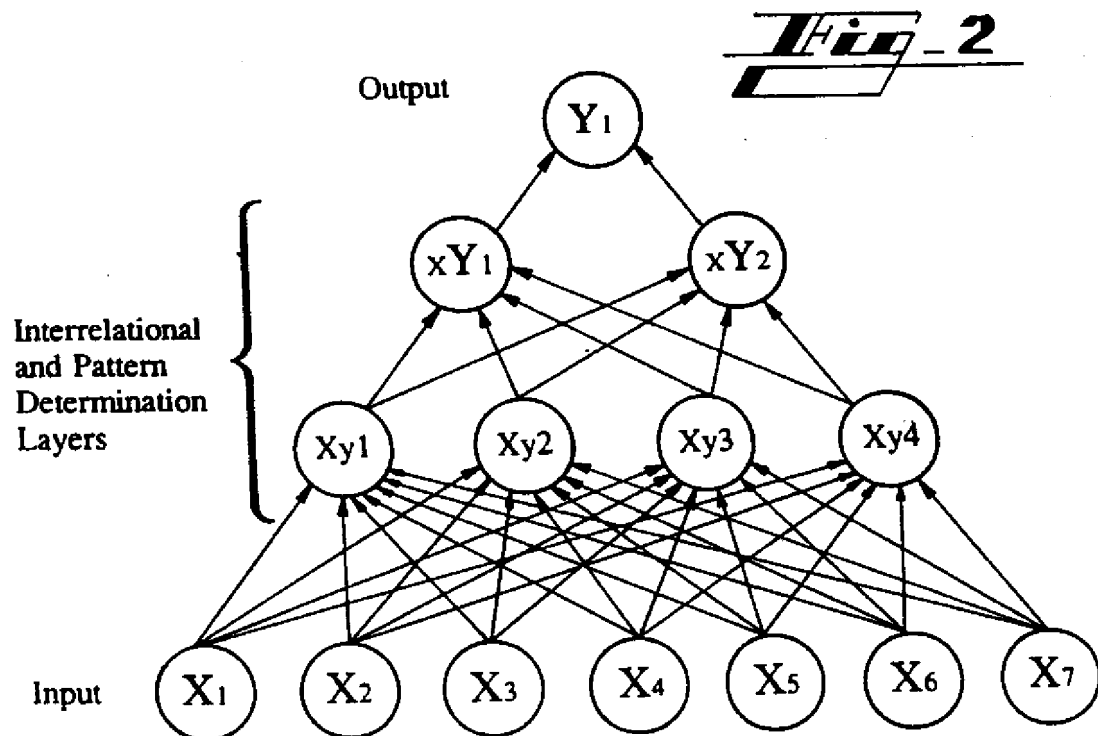 Fig_2
Output
Y1
xY1 xY2
Interrelational
and Pattern
Determination
Layers
Xy1 Xy2 Xy3 Xy4
Input
X1 X2 X3 X4 X5 X6 X7